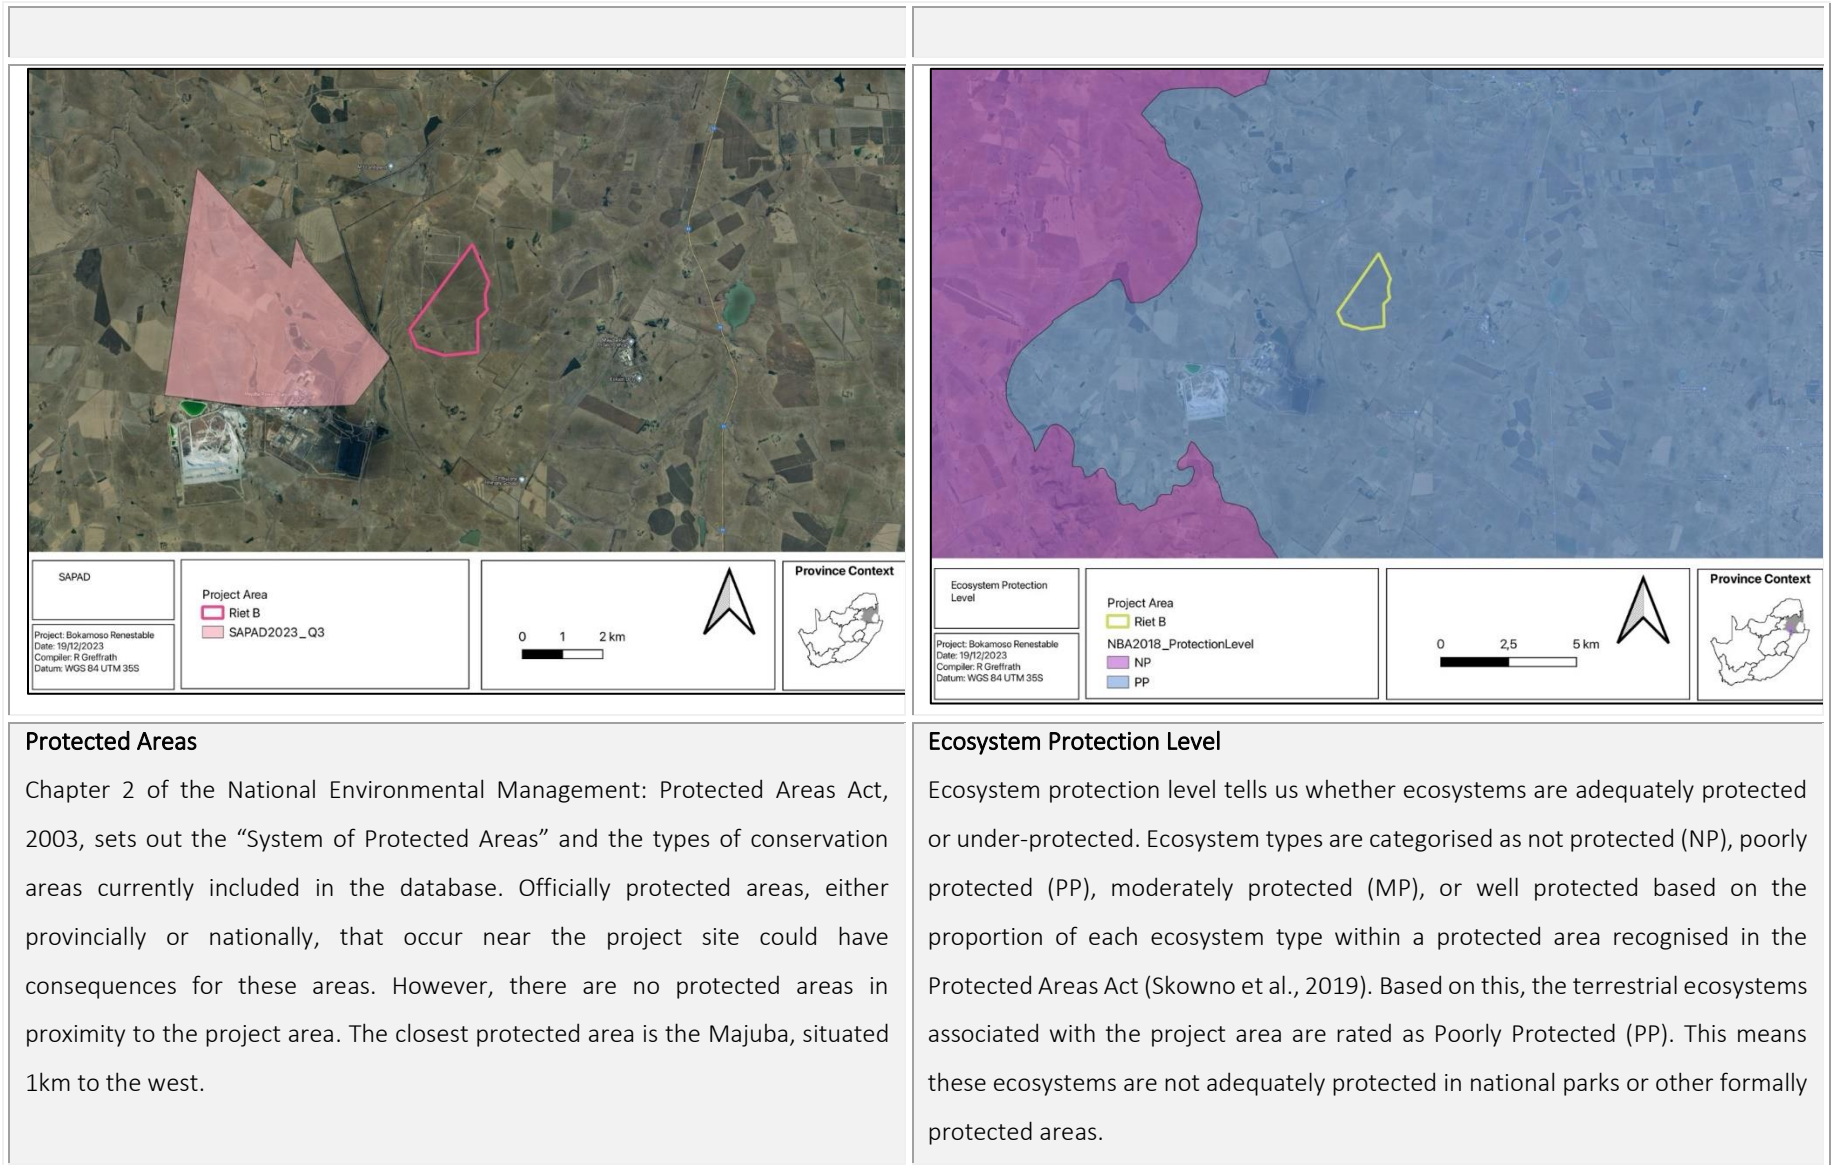 SAPAD
Project: Bokamoso Renestable
Date: 19/12/2023
Compiler: R Greffrath
Datum: WGS 84 UTM 35S
Project Area
Riet B
SAPAD2023_Q3
0 1 2 km
Province Context
Ecosystem Protection
Level
Project: Bokamoso Renestable
Date: 19/12/2023
Compiler: R Greffrath
Datum: WGS 84 UTM 35S
Project Area
Riet B
NBA2018_ProtectionLevel
NP
PP
0 2,5 5 km
Province Context
Protected Areas
Chapter 2 of the National Environmental Management: Protected Areas Act,
2003, sets out the “System of Protected Areas” and the types of conservation
areas currently included in the database. Officially protected areas, either
provincially or nationally, that occur near the project site could have
consequences for these areas. However, there are no protected areas in
proximity to the project area. The closest protected area is the Majuba, situated
1km to the west.
Ecosystem Protection Level
Ecosystem protection level tells us whether ecosystems are adequately protected
or under-protected. Ecosystem types are categorised as not protected (NP), poorly
protected (PP), moderately protected (MP), or well protected based on the
proportion of each ecosystem type within a protected area recognised in the
Protected Areas Act (Skowno et al., 2019). Based on this, the terrestrial ecosystems
associated with the project area are rated as Poorly Protected (PP). This means
these ecosystems are not adequately protected in national parks or other formally
protected areas.